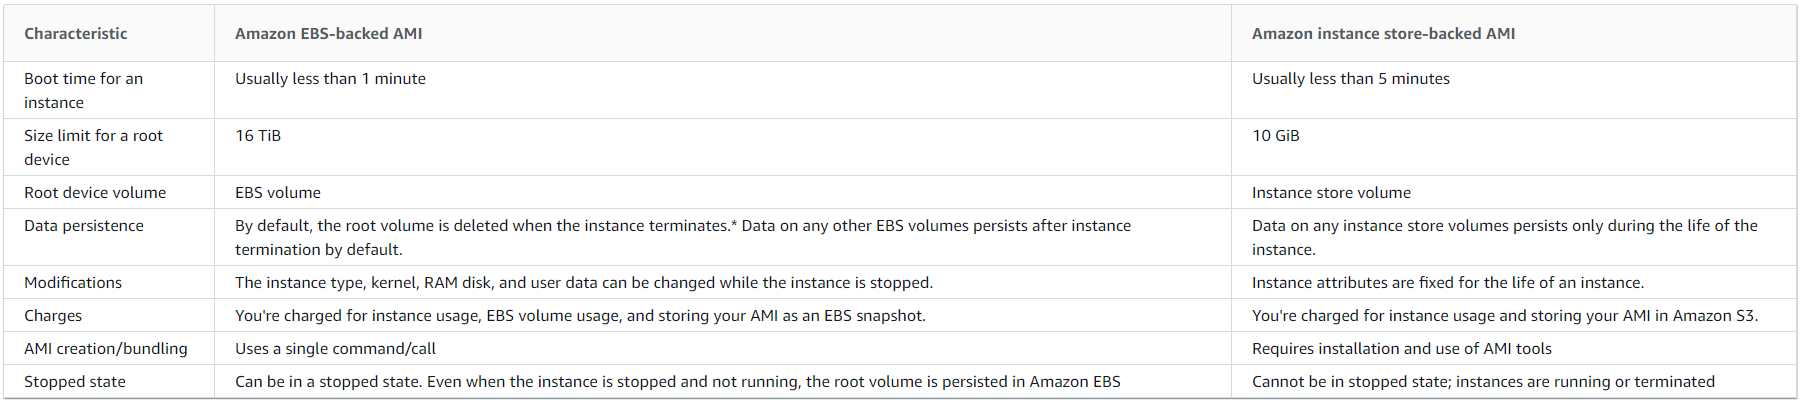 Characteristic
Amazon EBS-backed AMI
Amazon instance store-backed AMI
Boot time for an
instance
Usually less than 1 minute
Usually less than 5 minutes
Size limit for a root
device
16 TiB
10 GiB
Root device volume
EBS volume
Instance store volume
Data persistence
By default, the root volume is deleted when the instance terminates.* Data on any other EBS volumes persists after instance
termination by default.
Data on any instance store volumes persists only during the life of the
instance.
Modifications
The instance type, kernel, RAM disk, and user data can be changed while the instance is stopped.
Instance attributes are fixed for the life of an instance.
Charges
You're charged for instance usage, EBS volume usage, and storing your AMI as an EBS snapshot.
You're charged for instance usage and storing your AMI in Amazon S3.
AMI creation/bundling
Uses a single command/call
Requires installation and use of AMI tools
Stopped state
Can be in a stopped state. Even when the instance is stopped and not running, the root volume is persisted in Amazon EBS
Cannot be in stopped state; instances are running or terminated